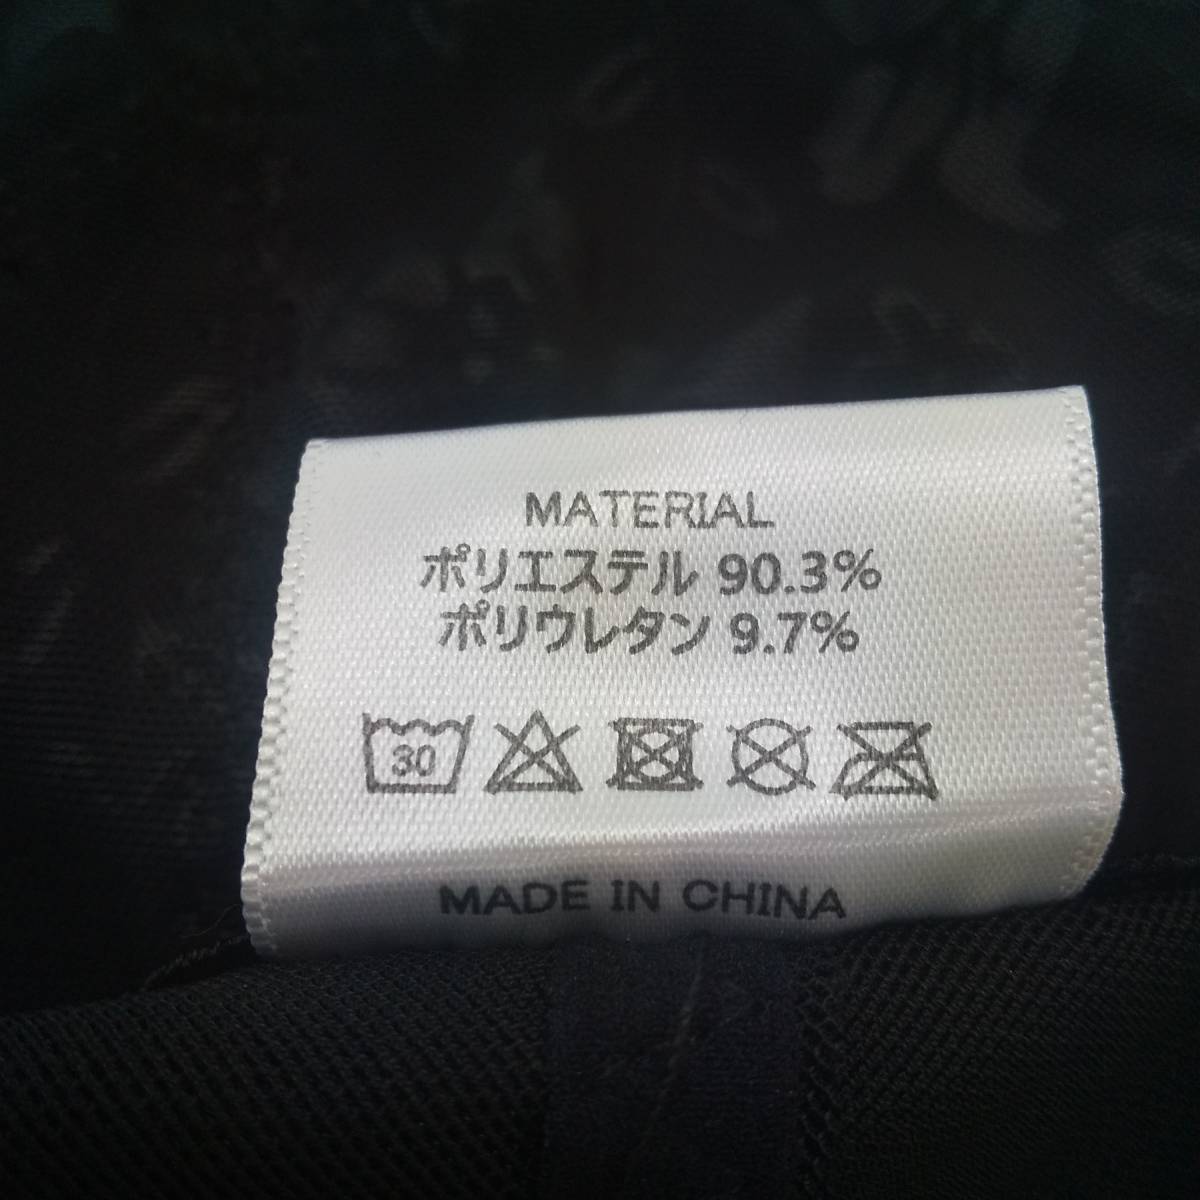 MATERIAL
ポリエステル 90.3%
ポリウレタン 9.7%
30
MADE IN CHINA